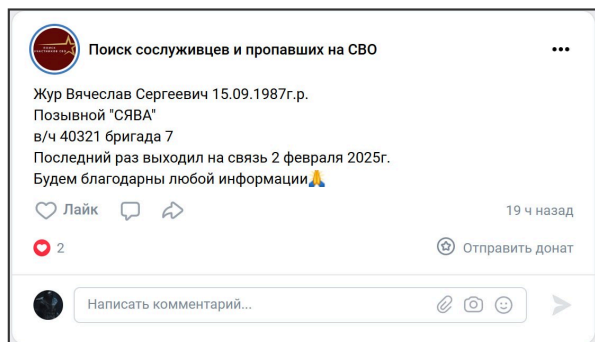 Поиск сослуживцев и пропавших на СВО
Жур Вячеслав Сергеевич 15.09.1987г.р.
Позывной "СЯВА"
в/ч 40321 бригада 7
Последний раз выходил на связь 2 февраля 2025г.
Будем благодарны любой информации🙏
Лайк
19 ч назад
2
Отправить донат
Написать комментарий...